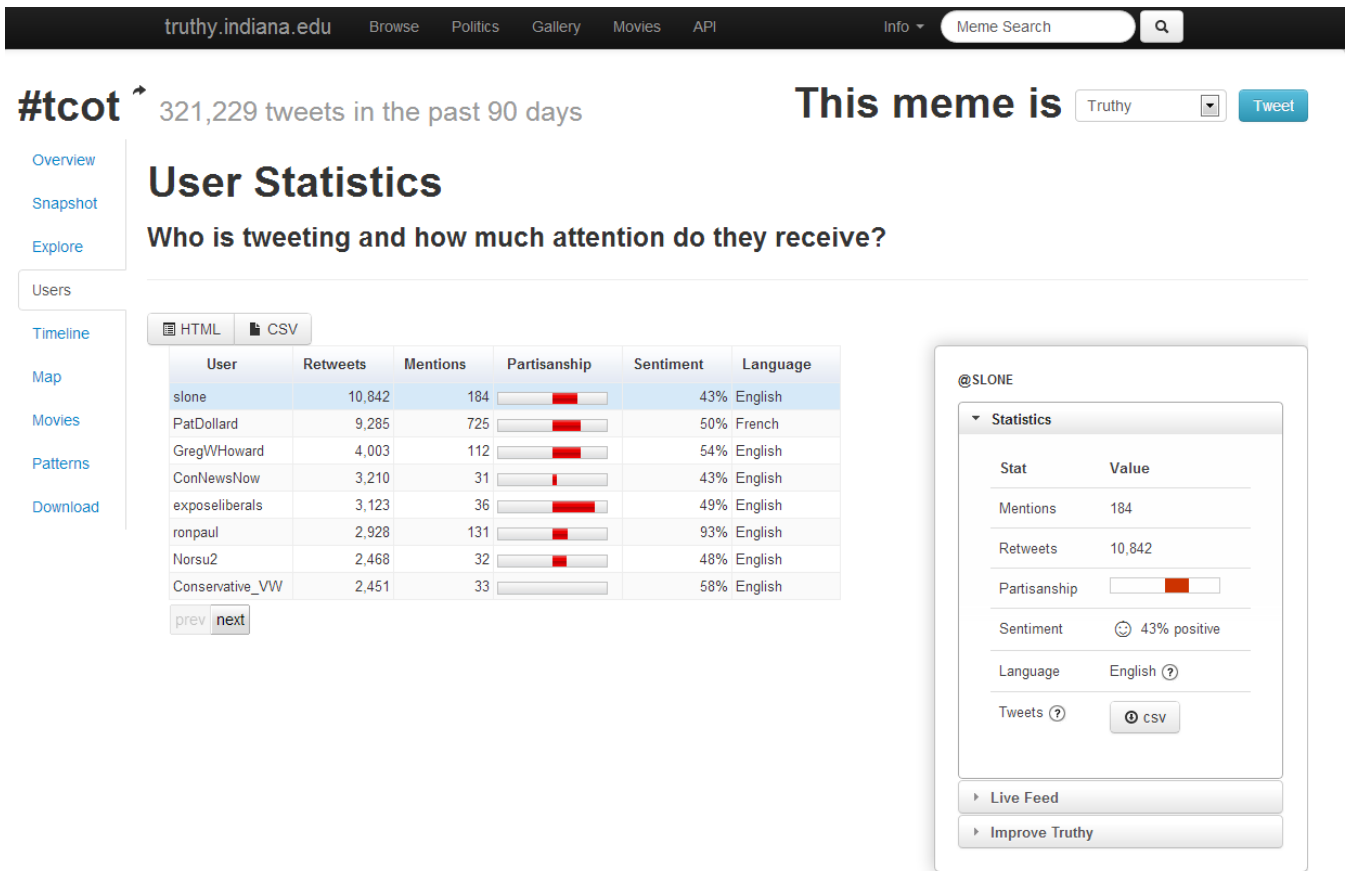 truthy.indiana.edu Browse Politics Gallery Movies API Info Meme Search
#tcot 321,229 tweets in the past 90 days
This meme is Truthy Tweet
Overview
Snapshot
Explore
Users
Timeline
Map
Movies
Patterns
Download
User Statistics
Who is tweeting and how much attention do they receive?
HTML CSV
User Retweets Mentions Partisanship Sentiment Language
slone 10,842 184 43% English
PatDollard 9,285 725 50% French
GregWHoward 4,003 112 54% English
ConNewsNow 3,210 31 43% English
exposeliberals 3,123 36 49% English
ronpaul 2,928 131 93% English
Norsu2 2,468 32 48% English
Conservative_VW 2,451 33 58% English
prev next
@SLONE
Statistics
Stat Value
Mentions 184
Retweets 10,842
Partisanship
Sentiment 43% positive
Language English ?
Tweets ? CSV
Live Feed
Improve Truthy